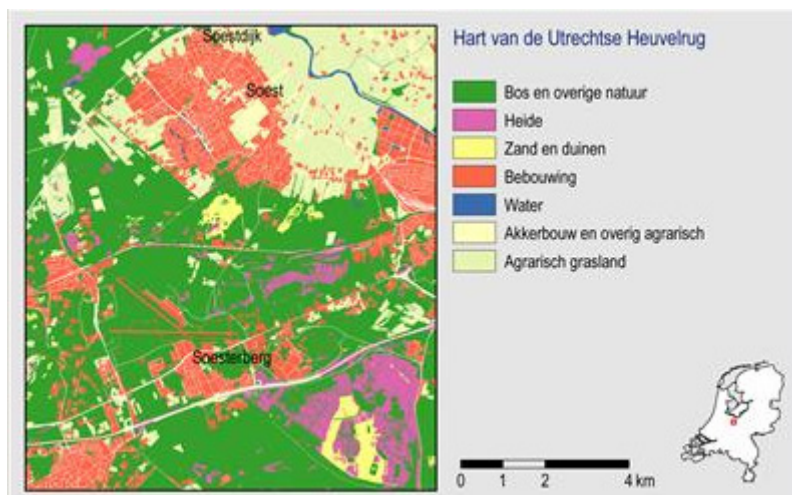 Soestdijk
Soest
Soesterberg
Hart van de Utrechtse Heuvelrug
Bos en overige natuur
Heide
Zand en duinen
Bebouwing
Water
Akkerbouw en overig agrarisch
Agrarisch grasland
0 1 2 4 km